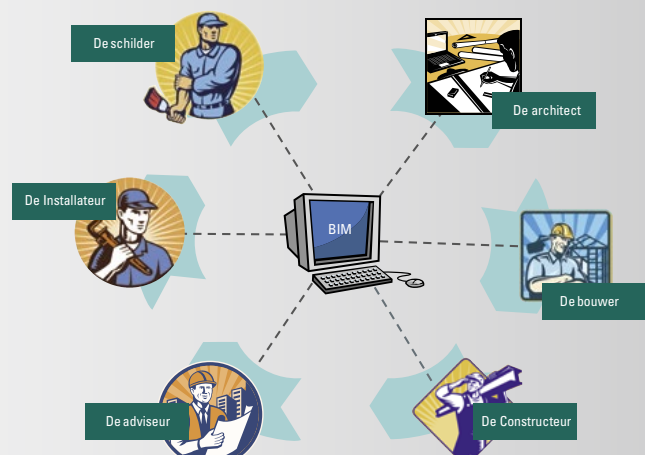 De schilder
De architect
De Installateur
BIM
De bouwer
De adviseur
De Constructeur